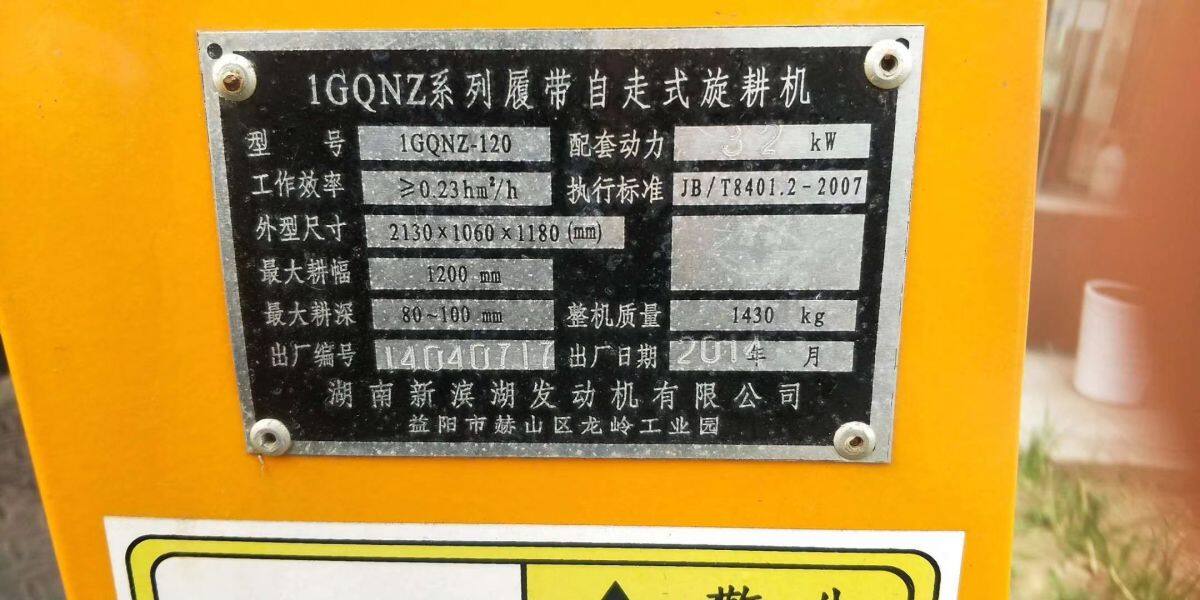 1GQNZ系列履带自走式旋耕机
型 号 1GQNZ-120 配套动力 32 kW
工作效率 ≥0.23hm²/h 执行标准 JB/T8401.2-2007
外型尺寸 2130×1060×1180 (mm)
最大耕幅 1200 mm
最大耕深 80~100 mm 整机质量 1430 kg
出厂编号 14040717 出厂日期 2014年 月
湖南新滨湖发动机有限公司
益阳市赫山区龙岭工业园